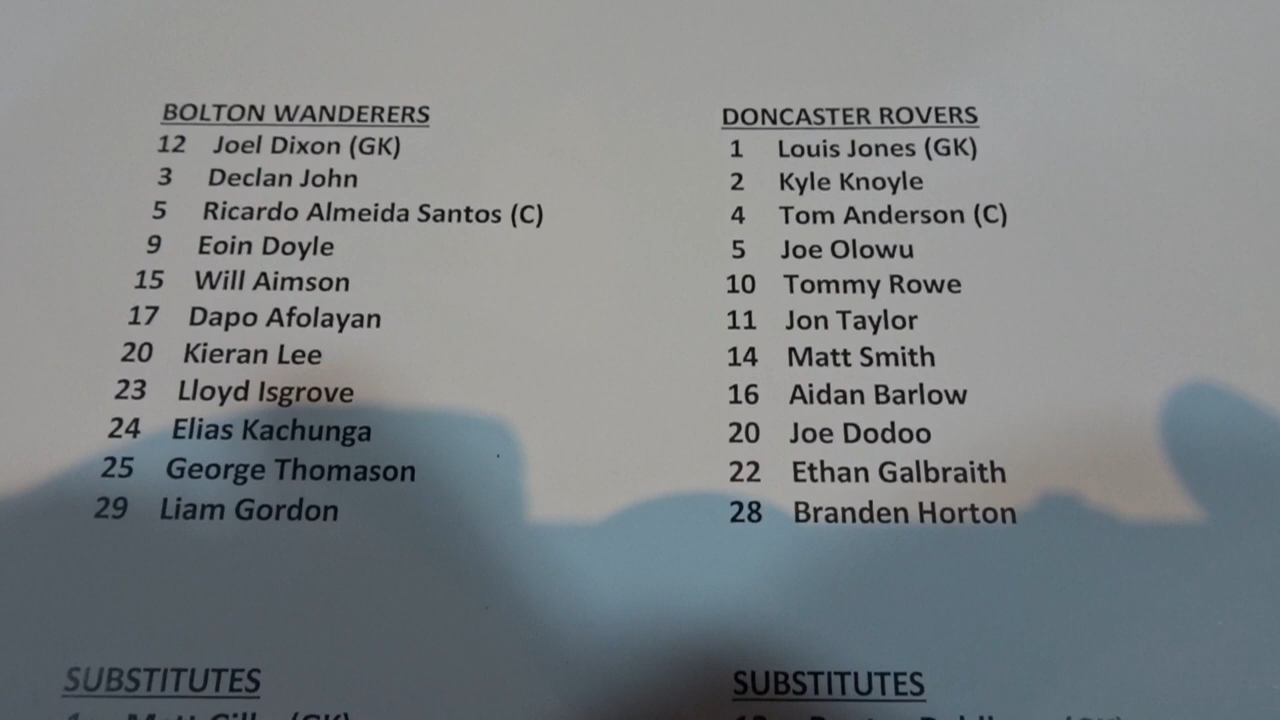 BOLTON WANDERERS
12 Joel Dixon (GK)
3 Declan John
5 Ricardo Almeida Santos (C)
9 Eoin Doyle
15 Will Aimson
17 Dapo Afolayan
20 Kieran Lee
23 Lloyd Isgrove
24 Elias Kachunga
25 George Thomason
29 Liam Gordon
SUBSTITUTES
DONCASTER ROVERS
1 Louis Jones (GK)
2 Kyle Knoyle
4 Tom Anderson (C)
5 Joe Olowu
10 Tommy Rowe
11 Jon Taylor
14 Matt Smith
16 Aidan Barlow
20 Joe Dodoo
22 Ethan Galbraith
28 Branden Horton
SUBSTITUTES